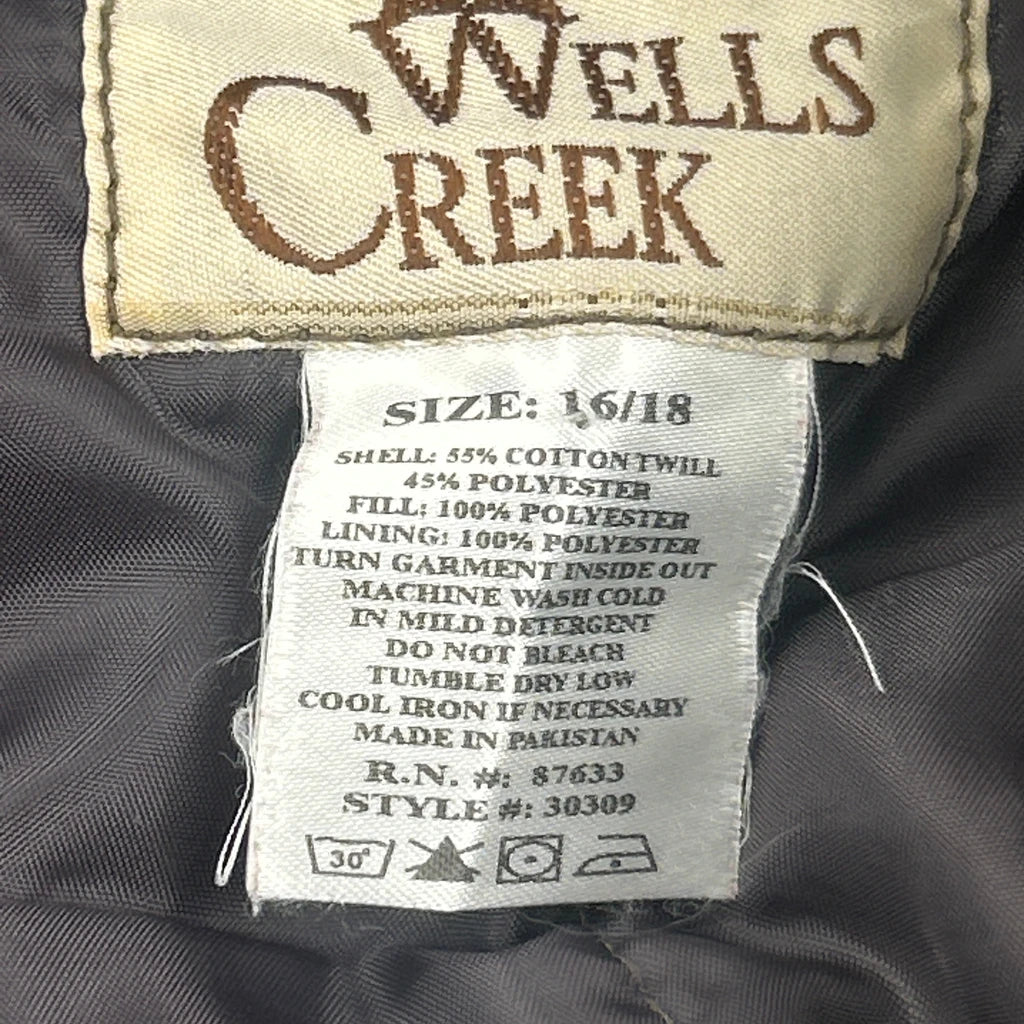 WELLS
CREEK
SIZE: 16/18
SHELL: 55% COTTON TWILL
45% POLYESTER
FILL: 100% POLYESTER
LINING: 100% POLYESTER
TURN GARMENT INSIDE OUT
MACHINE WASH COLD
IN MILD DETERGENT
DO NOT BLEACH
TUMBLE DRY LOW
COOL IRON IF NECESSARY
MADE IN PAKISTAN
R.N. #: 87633
STYLE #: 30309
30°